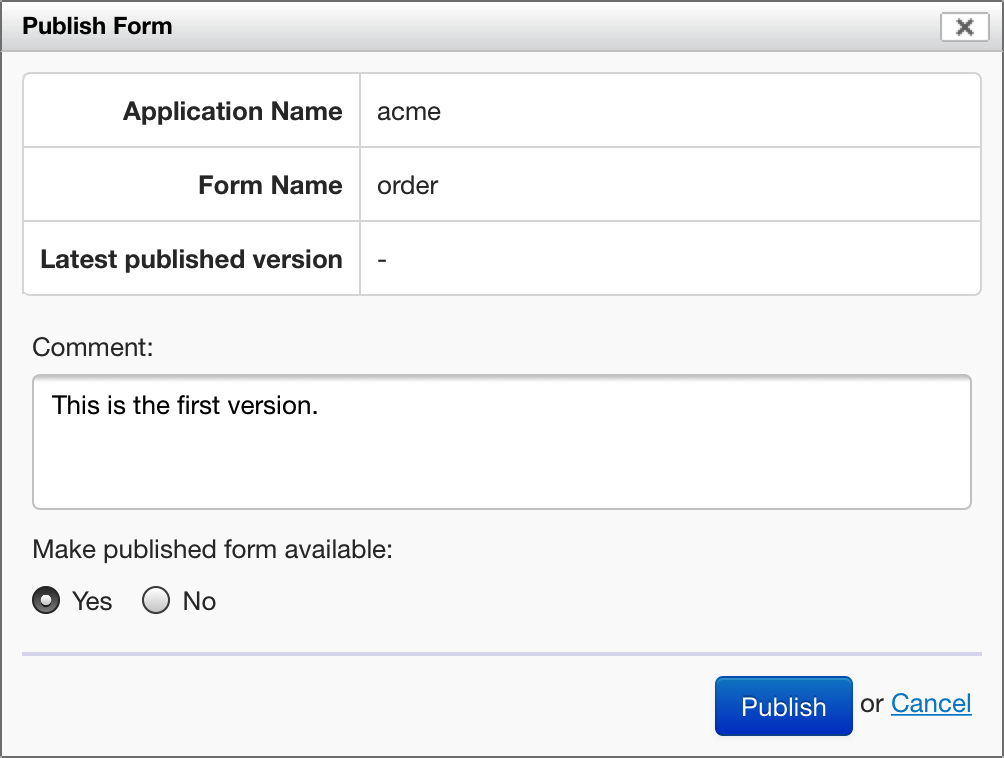 Publish Form
Application Name acme
Form Name order
Latest published version -
Comment:
This is the first version.
Make published form available:
Yes No
Publish or Cancel